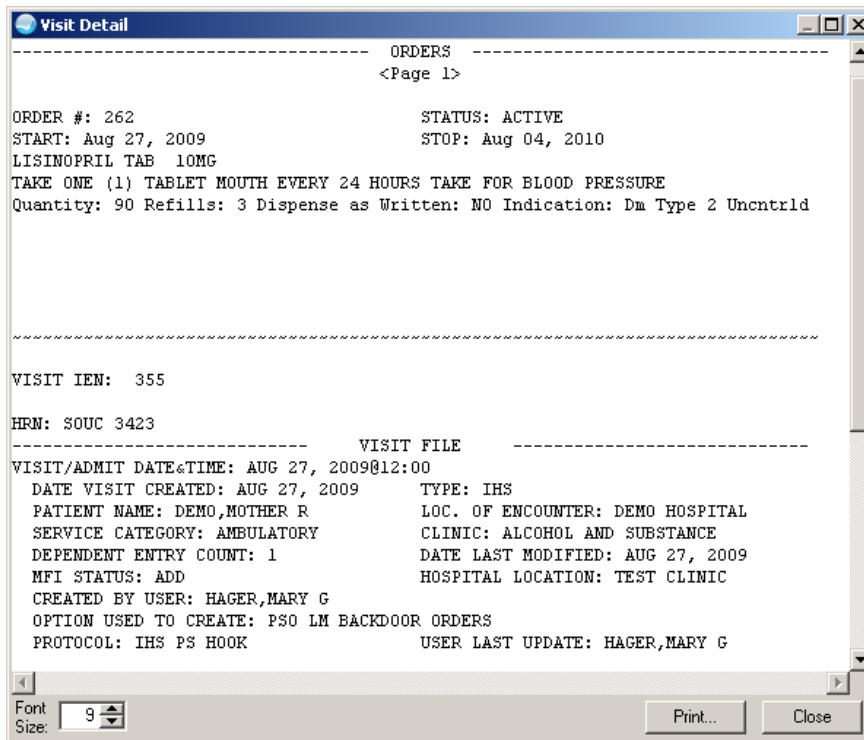 Visit Detail
----------------------------------- ORDERS -----------------------------------
<Page 1>
ORDER #: 262 STATUS: ACTIVE
START: Aug 27, 2009 STOP: Aug 04, 2010
LISINOPRIL TAB 10MG
TAKE ONE (1) TABLET MOUTH EVERY 24 HOURS TAKE FOR BLOOD PRESSURE
Quantity: 90 Refills: 3 Dispense as Written: NO Indication: Dm Type 2 Uncntrld
~~~~~~~~~~~~~~~~~~~~~~~~~~~~~~~~~~~~~~~~~~~~~~~~~~~~~~~~~~~~~~~~~~~~~~~~~~~~~~~
VISIT IEN: 355
HRN: SOUC 3423
----------------------------- VISIT FILE -----------------------------
VISIT/ADMIT DATE&TIME: AUG 27, 2009@12:00
DATE VISIT CREATED: AUG 27, 2009 TYPE: IHS
PATIENT NAME: DEMO,MOTHER R LOC. OF ENCOUNTER: DEMO HOSPITAL
SERVICE CATEGORY: AMBULATORY CLINIC: ALCOHOL AND SUBSTANCE
DEPENDENT ENTRY COUNT: 1 DATE LAST MODIFIED: AUG 27, 2009
MFI STATUS: ADD HOSPITAL LOCATION: TEST CLINIC
CREATED BY USER: HAGER,MARY G
OPTION USED TO CREATE: PSO LM BACKDOOR ORDERS
PROTOCOL: IHS PS HOOK USER LAST UPDATE: HAGER,MARY G
Font Size: 9 Print... Close